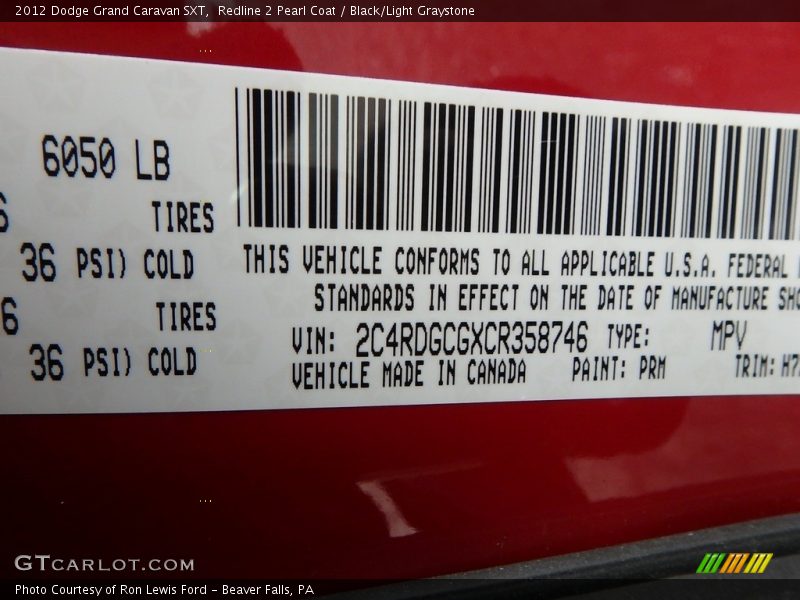 2012 Dodge Grand Caravan SXT, Redline 2 Pearl Coat / Black/Light Graystone
6050 LB
TIRES
36 PSI) COLD
TIRES
36 PSI) COLD
THIS VEHICLE CONFORMS TO ALL APPLICABLE U.S.A. FEDERAL
STANDARDS IN EFFECT ON THE DATE OF MANUFACTURE
VIN: 2C4RDGCGXCR358746 TYPE: MPV
VEHICLE MADE IN CANADA PAINT: PRM TRIM:
GTCARLOT.COM
Photo Courtesy of Ron Lewis Ford - Beaver Falls, PA